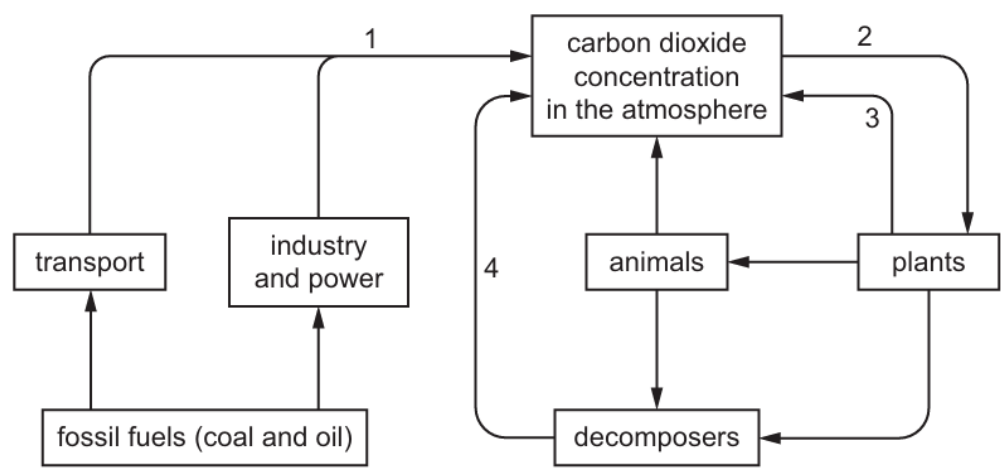 1
carbon dioxide
concentration
in the atmosphere
2
3
transport
industry
and power
4
animals
plants
fossil fuels (coal and oil)
decomposers